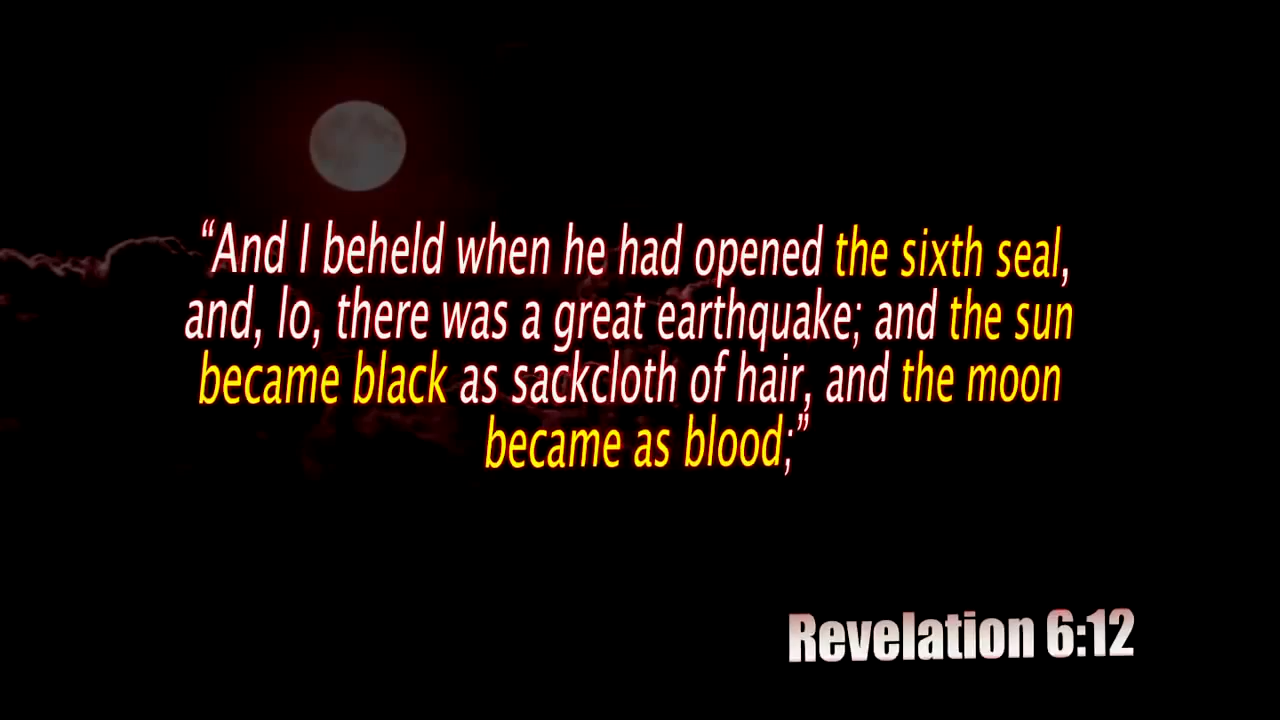 “And I beheld when he had opened the sixth seal,
and, lo, there was a great earthquake; and the sun
became black as sackcloth of hair, and the moon
became as blood;”
Revelation 6:12